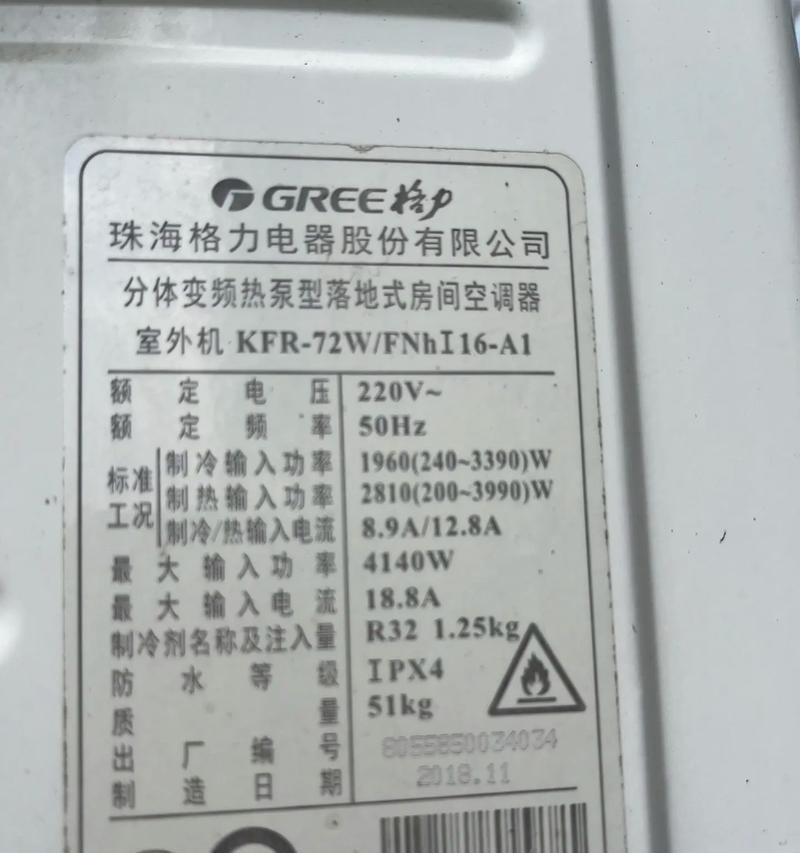 GREE格力
珠海格力电器股份有限公司
分体变频热泵型落地式房间空调器
室外机 KFR-72W/FNhI16-A1
额定电压 220V~
额定频率 50Hz
标准工况
制冷输入功率 1960(240~3390)W
制热输入功率 2810(200~3990)W
制冷/热输入电流 8.9A/12.8A
最大输入功率 4140W
最大输入电流 18.8A
制冷剂名称及注入量 R32 1.25kg
防水等级 IPX4
质量 51kg
出厂编号 8055850034034
制造日期 2018.11